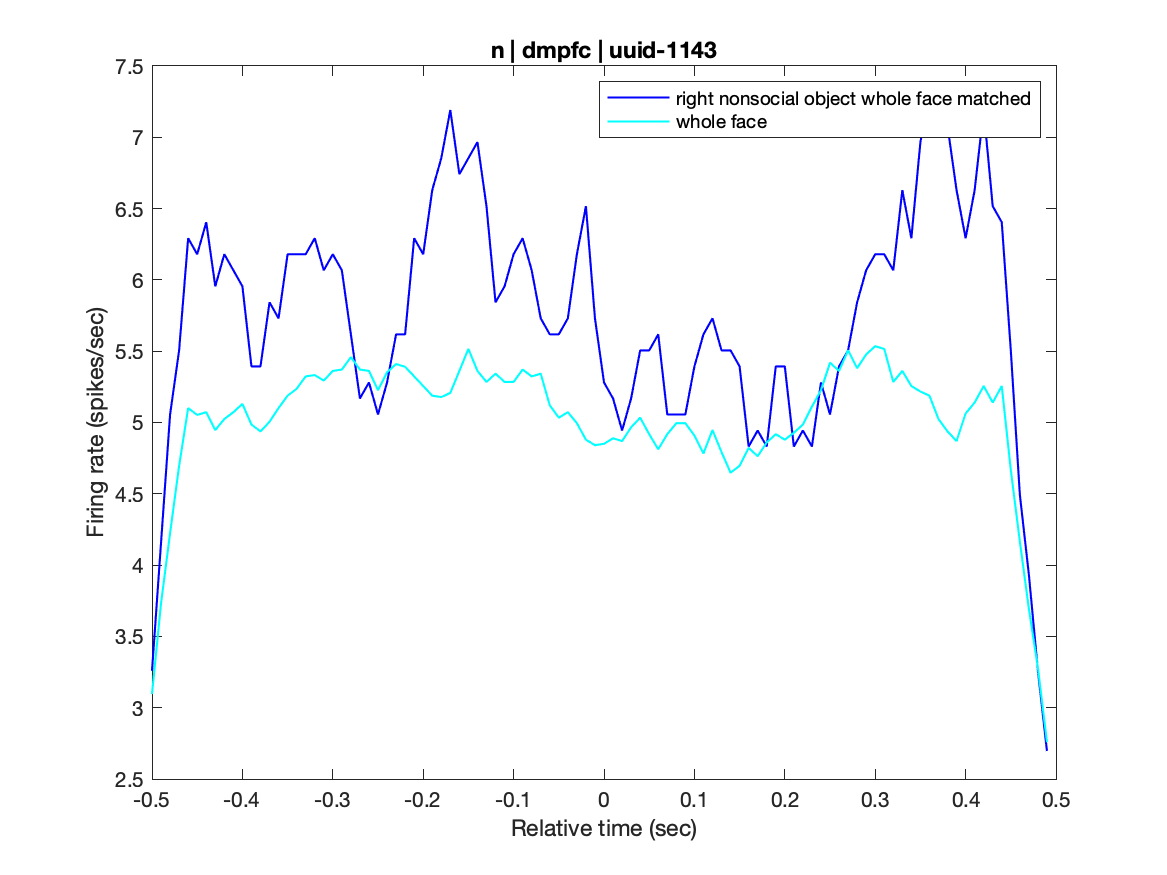 n | dmpfc | uuid-1143
right nonsocial object whole face matched
whole face
7.5
7
6.5
6
5.5
5
4.5
4
3.5
3
2.5
Firing rate (spikes/sec)
-0.5 -0.4 -0.3 -0.2 -0.1 0 0.1 0.2 0.3 0.4 0.5
Relative time (sec)